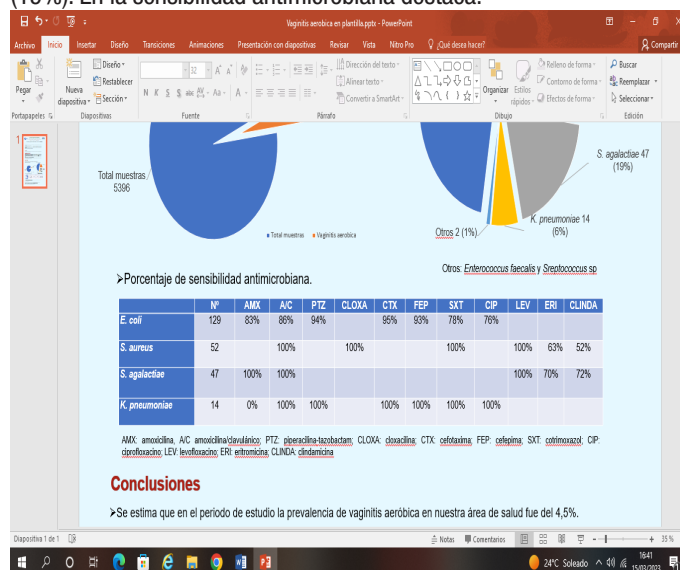 (19%). En la sensibilidad antimicrobiana destaca:
Vaginitis aerobica en plantilla.pptx - PowerPoint
Archivo Inicio Insertar Diseño Transiciones Animaciones Presentación con diapositivas Revisar Vista Nitro Pro ¿Qué desea hacer? Compartir
Pegar
Nueva diapositiva
Diseño
Restablecer
Sección
N K S S abc AV Aa A
Dirección del texto
Alinear texto
Convertir a SmartArt
Organizar
Estilos rápidos
Relleno de forma
Contorno de forma
Efectos de forma
Buscar
Reemplazar
Seleccionar
Portapapeles Diapositivas Fuente Párrafo Dibujo Edición
1
Total muestras
5396
Total muestras Vaginitis aerobica
S. agalactiae 47
(19%)
K. pneumoniae 14
(6%)
Otros 2 (1%)
Otros: Enterococcus faecalis y Sreptococcus sp
➢Porcentaje de sensibilidad antimicrobiana.
Nº AMX A/C PTZ CLOXA CTX FEP SXT CIP LEV ERI CLINDA
E. coli 129 83% 86% 94% 95% 93% 78% 76%
S. aureus 52 100% 100% 100% 100% 63% 52%
S. agalactiae 47 100% 100% 100% 70% 72%
K. pneumoniae 14 0% 100% 100% 100% 100% 100% 100%
AMX: amoxicilina, A/C amoxicilina/clavulánico; PTZ: piperacilina-tazobactam; CLOXA: cloxacilina; CTX: cefotaxima; FEP: cefepima; SXT: cotrimoxazol; CIP:
ciprofloxacino; LEV: levofloxacino; ERI: eritromicina; CLINDA: clindamicina
Conclusiones
➢Se estima que en el periodo de estudio la prevalencia de vaginitis aeróbica en nuestra área de salud fue del 4,5%.
Diapositiva 1 de 1 Notas Comentarios 35 %
24°C Soleado 16:41
15/03/2023